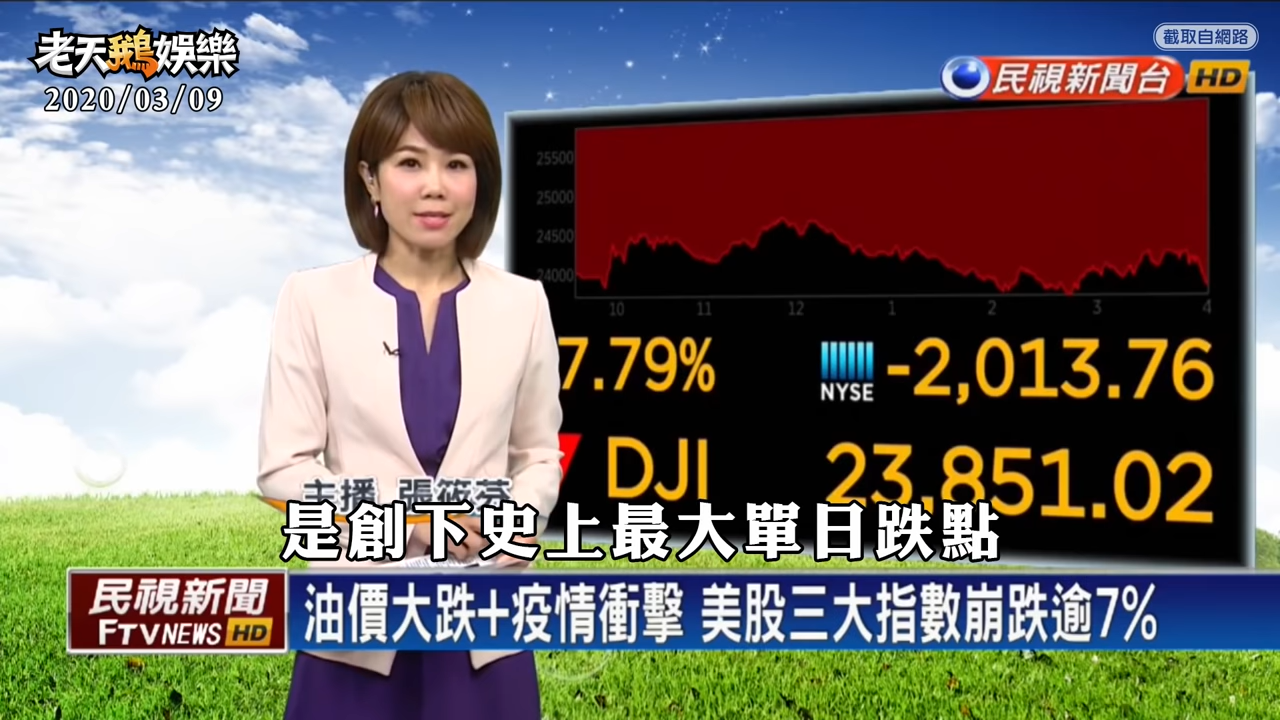 老天鵝娛樂
2020/03/09
截取自網路
民視新聞台 HD
25500
25000
24500
24000
10 11 12 1 2 3 4
7.79%
NYSE -2,013.76
DJI 23,851.02
主播 張筱芬
是創下史上最大單日跌點
民視新聞
FTVNEWS HD
油價大跌+疫情衝擊 美股三大指數崩跌逾7%